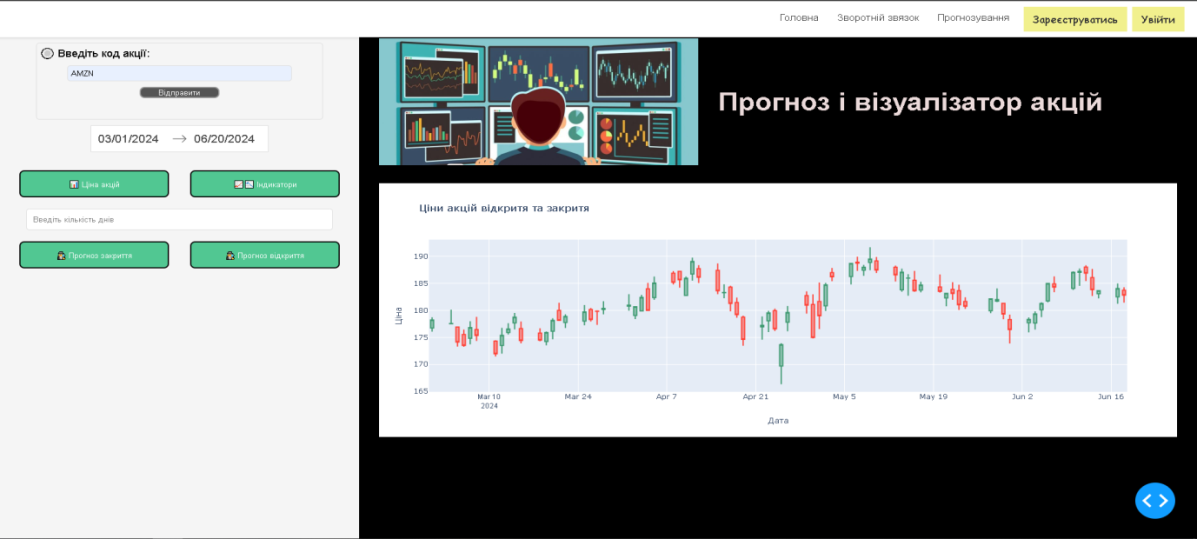 Головна Зворотній звязок Прогнозування Зареєструватись Увійти
Введіть код акції:
AMZN
Відправити
03/01/2024 → 06/20/2024
Ціна акцій Індикатори
Введіть кількість днів
Прогноз закриття Прогноз відкриття
Прогноз і візуалізатор акцій
Ціни акцій відкритя та закритя
190
185
180
175
170
165
Ціна
Mar 10 Mar 24 Apr 7 Apr 21 May 5 May 19 Jun 2 Jun 16
2024
Дата